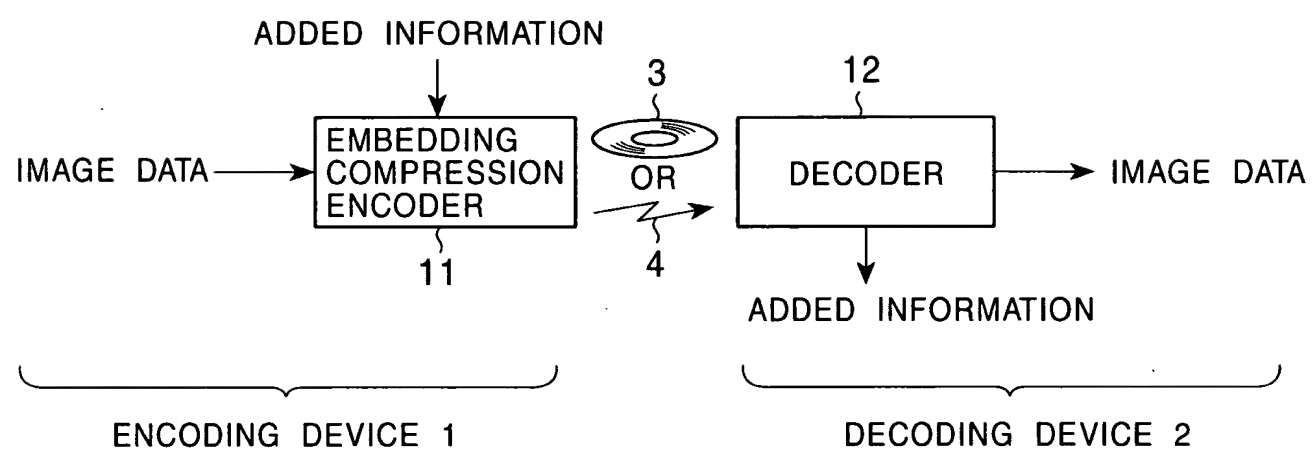 ADDED INFORMATION
3
12
IMAGE DATA
EMBEDDING
COMPRESSION
ENCODER
OR
DECODER
IMAGE DATA
11
4
ADDED INFORMATION
ENCODING DEVICE 1
DECODING DEVICE 2